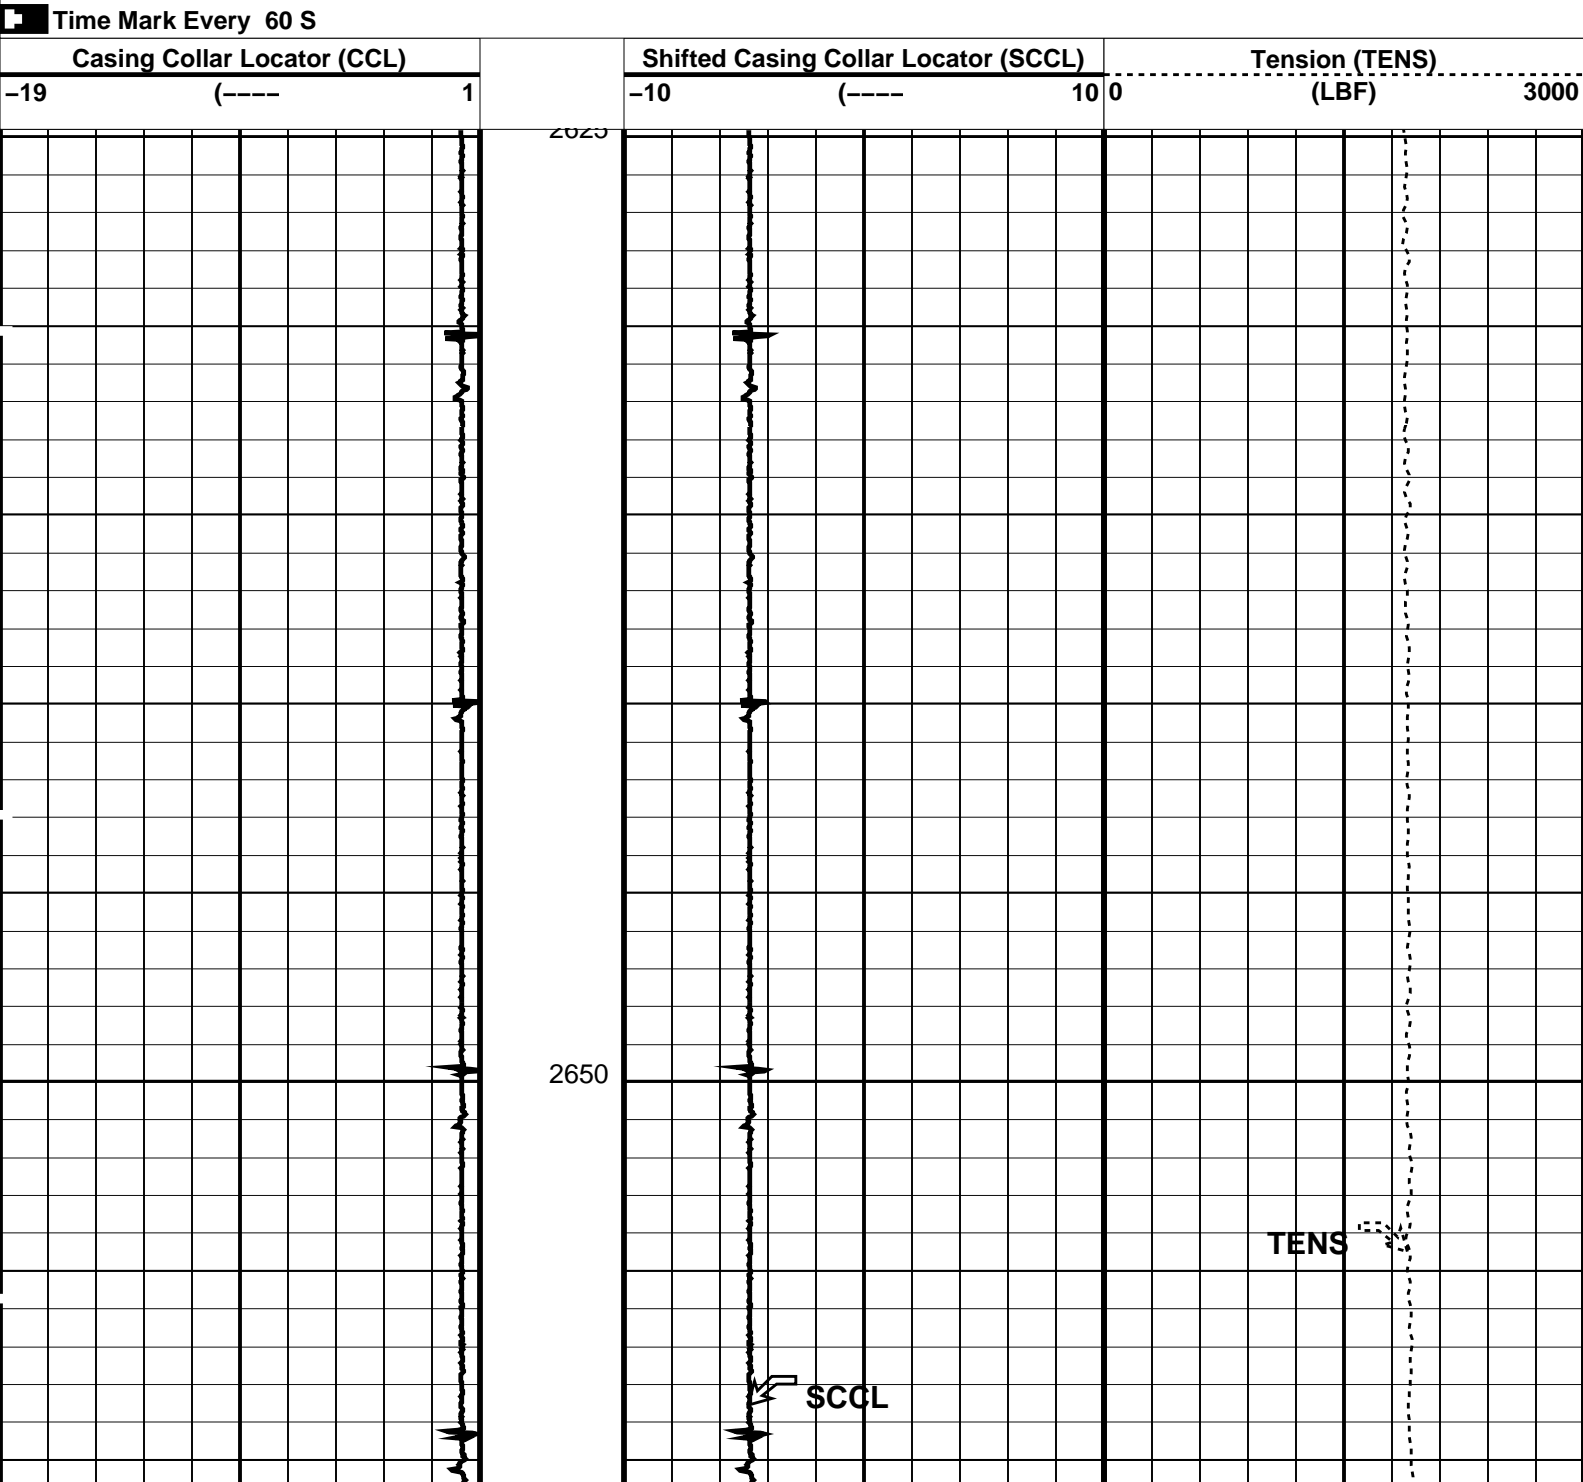 Time Mark Every 60 S
Casing Collar Locator (CCL) Shifted Casing Collar Locator (SCCL) Tension (TENS)
−19 (−−−− 1 −10 (−−−− 10 0 (LBF) 3000
2625
2650
TENS
SCCL